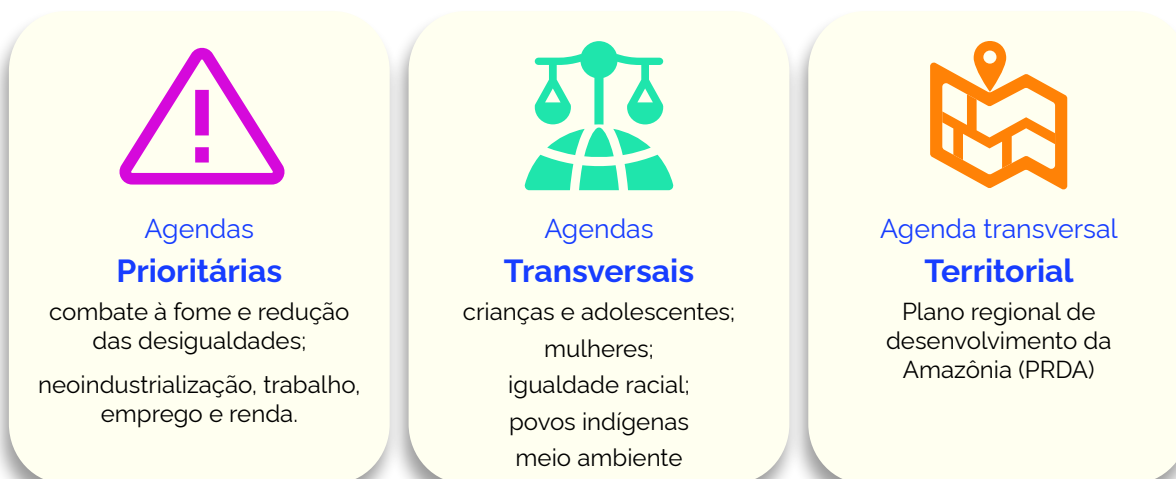 Agendas
Prioritárias
combate à fome e redução
das desigualdades;
neoindustrialização, trabalho,
emprego e renda.
Agendas
Transversais
crianças e adolescentes;
mulheres;
igualdade racial;
povos indígenas
meio ambiente
Agenda transversal
Territorial
Plano regional de
desenvolvimento da
Amazônia (PRDA)